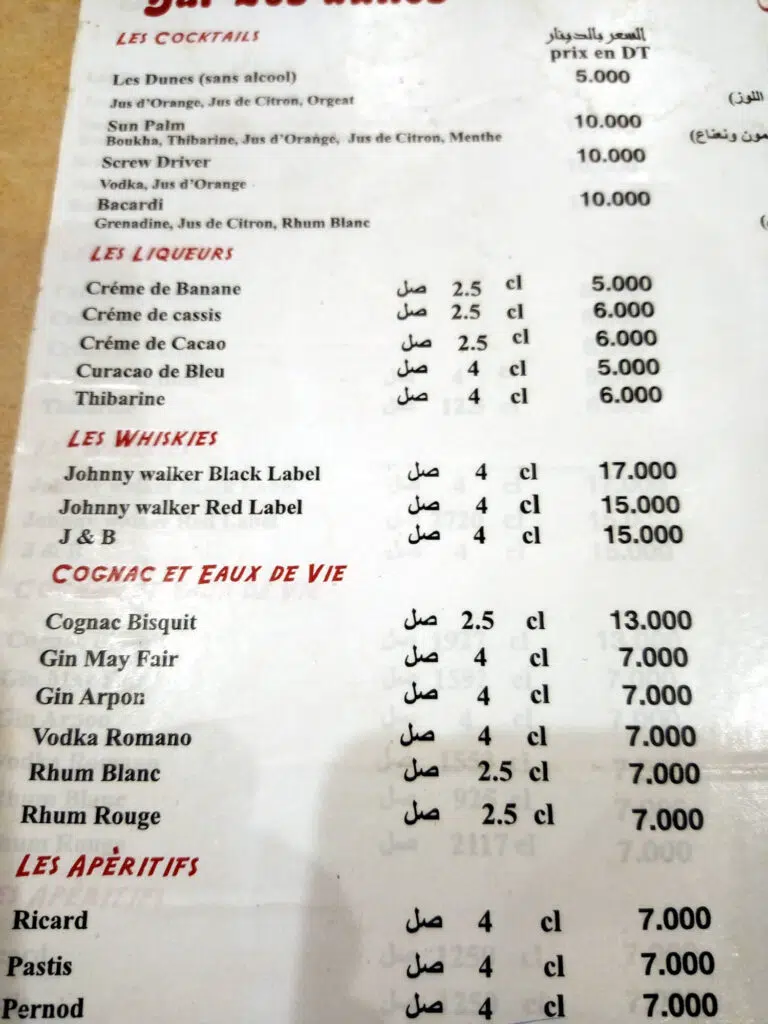 Bar Les dunes
LES COCKTAILS
السعر بالدينار
prix en DT
Les Dunes (sans alcool) 5.000
Jus d'Orange, Jus de Citron, Orgeat اللوز)
Sun Palm 10.000
Boukha, Thibarine, Jus d'Orange, Jus de Citron, Menthe ونعناع)
Screw Driver 10.000
Vodka, Jus d'Orange
Bacardi 10.000
Grenadine, Jus de Citron, Rhum Blanc
LES LIQUEURS
Créme de Banane صل 2.5 cl 5.000
Créme de cassis صل 2.5 cl 6.000
Créme de Cacao صل 2.5 cl 6.000
Curacao de Bleu صل 4 cl 5.000
Thibarine صل 4 cl 6.000
LES WHISKIES
Johnny walker Black Label صل 4 cl 17.000
Johnny walker Red Label صل 4 cl 15.000
J & B صل 4 cl 15.000
COGNAC ET EAUX DE VIE
Cognac Bisquit صل 2.5 cl 13.000
Gin May Fair صل 4 cl 7.000
Gin Arpon صل 4 cl 7.000
Vodka Romano صل 4 cl 7.000
Rhum Blanc صل 2.5 cl 7.000
Rhum Rouge صل 2.5 cl 7.000
LES APÈRITIFS
Ricard صل 4 cl 7.000
Pastis صل 4 cl 7.000
Pernod صل 4 cl 7.000